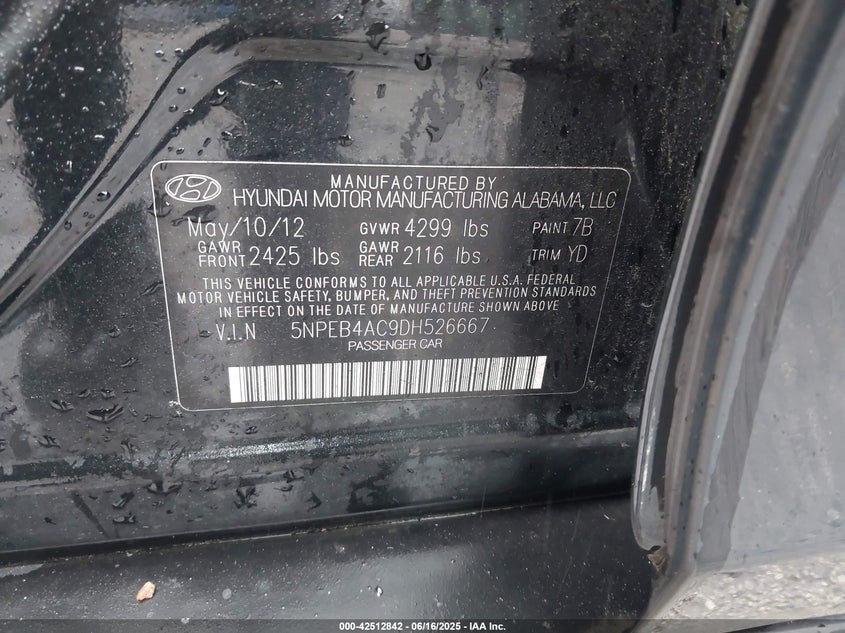 MANUFACTURED BY
HYUNDAI MOTOR MANUFACTURING ALABAMA, LLC
May/10/12 GVWR 4299 lbs PAINT 7B
GAWR FRONT 2425 lbs GAWR REAR 2116 lbs TRIM YD
THIS VEHICLE CONFORMS TO ALL APPLICABLE U.S.A. FEDERAL
MOTOR VEHICLE SAFETY, BUMPER, AND THEFT PREVENTION STANDARDS
IN EFFECT ON THE DATE OF MANUFACTURE SHOWN ABOVE
V.I.N 5NPEB4AC9DH526667
PASSENGER CAR
000-42512842 - 06/16/2025 - IAA Inc.